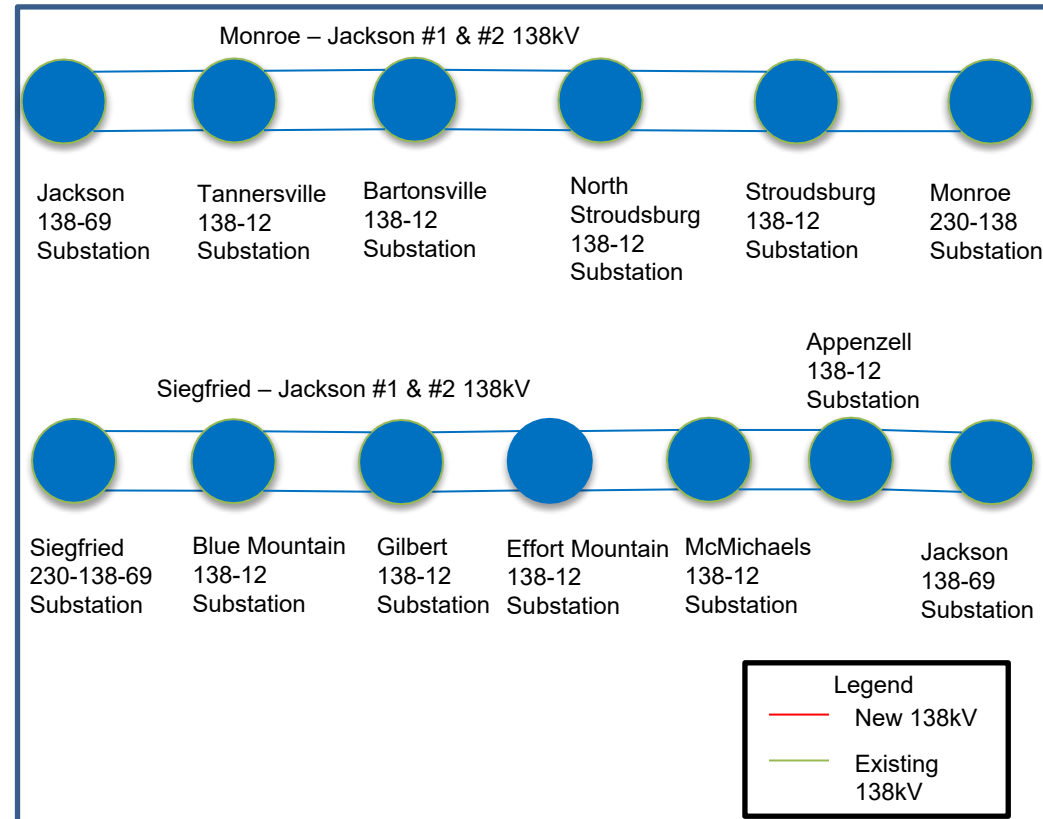 Monroe – Jackson #1 & #2 138kV
Jackson
138-69
Substation
Tannersville
138-12
Substation
Bartonsville
138-12
Substation
North
Stroudsburg
138-12
Substation
Stroudsburg
138-12
Substation
Monroe
230-138
Substation
Appenzell
138-12
Substation
Siegfried – Jackson #1 & #2 138kV
Siegfried
230-138-69
Substation
Blue Mountain
138-12
Substation
Gilbert
138-12
Substation
Effort Mountain
138-12
Substation
McMichaels
138-12
Substation
Jackson
138-69
Substation
Legend
New 138kV
Existing
138kV